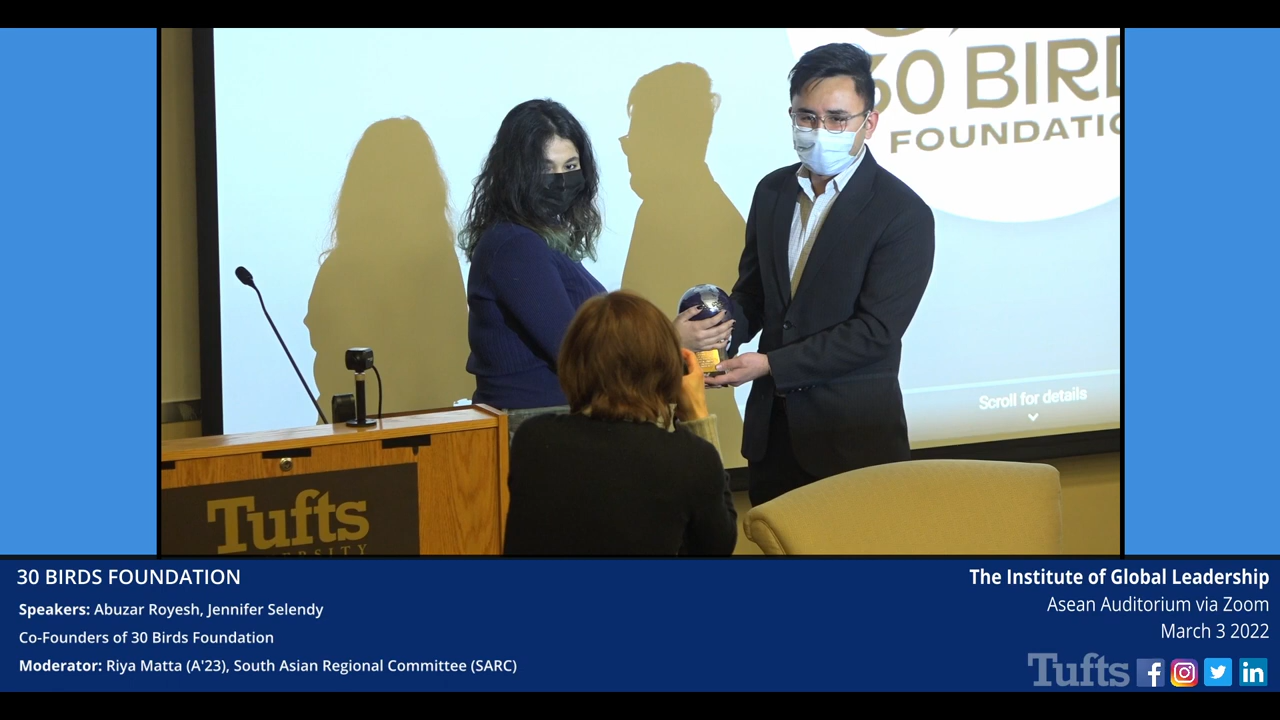 30 BIRD
FOUNDATIO
Scroll for details
Tufts
UNIVERSITY
30 BIRDS FOUNDATION
Speakers: Abuzar Royesh, Jennifer Selendy
Co-Founders of 30 Birds Foundation
Moderator: Riya Matta (A'23), South Asian Regional Committee (SARC)
The Institute of Global Leadership
Asean Auditorium via Zoom
March 3 2022
Tufts